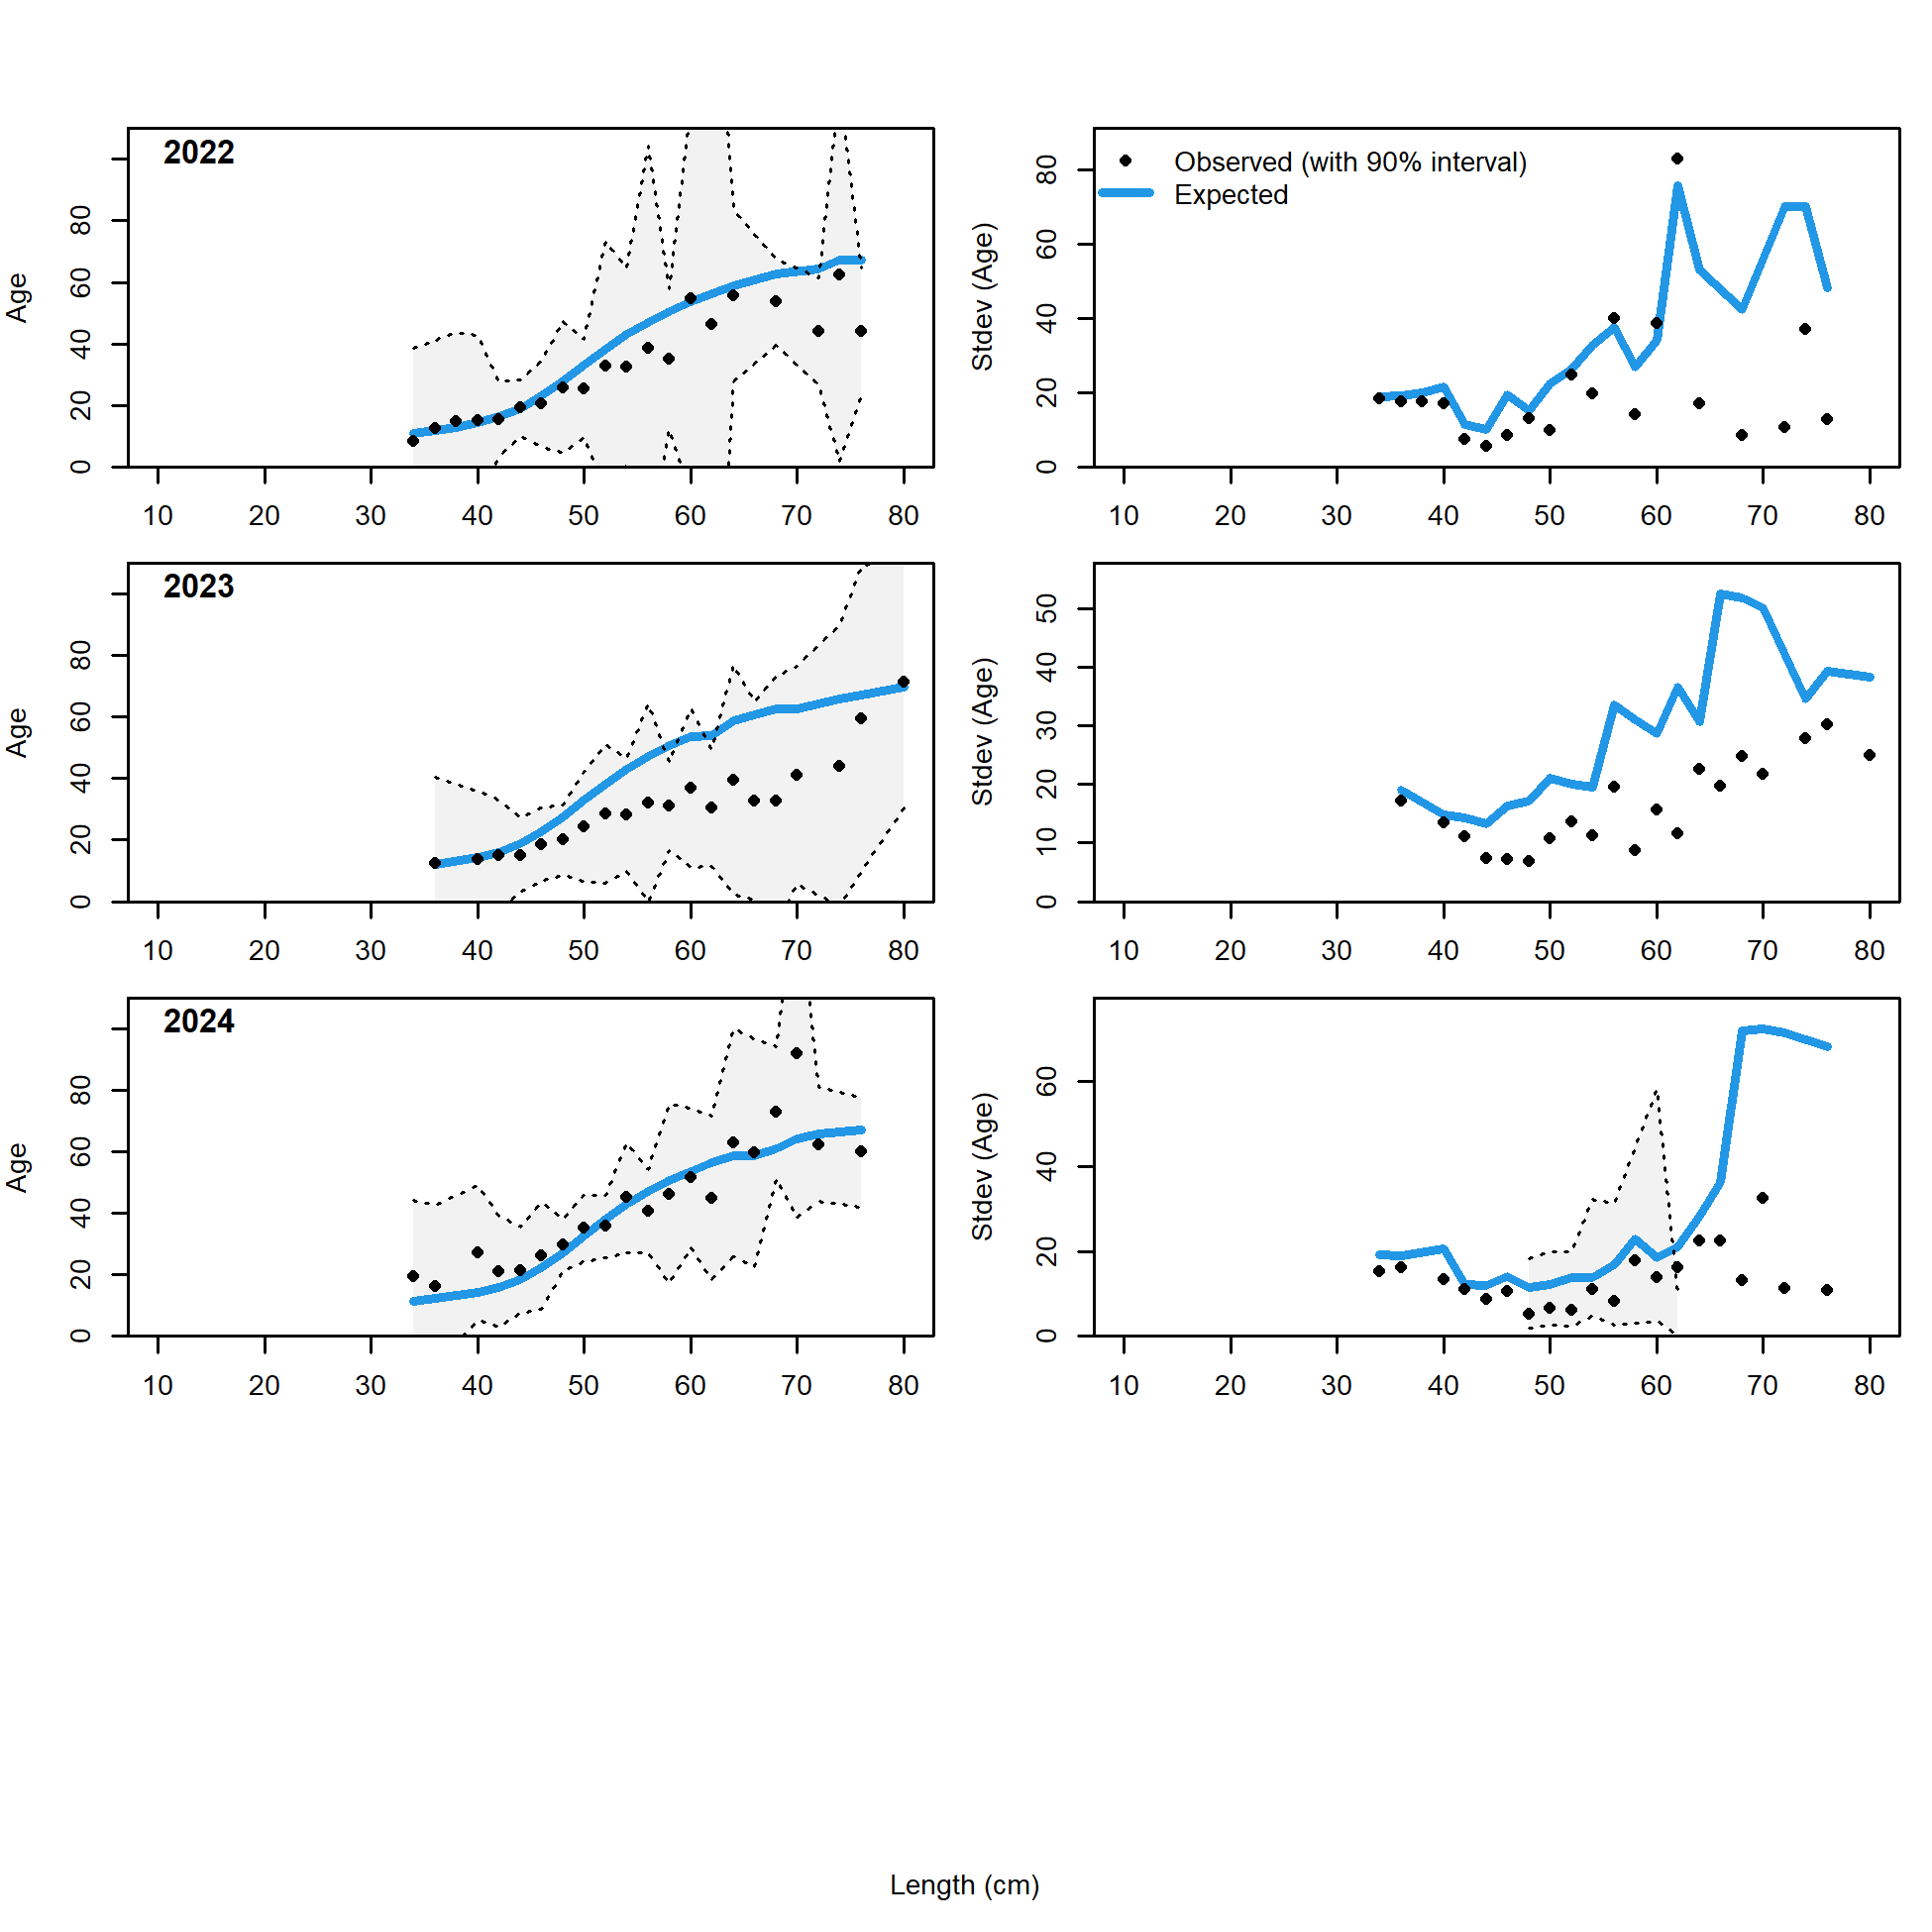 2022
Age
0 20 40 60 80
10 20 30 40 50 60 70 80
Observed (with 90% interval)
Expected
Stdev (Age)
0 20 40 60 80
10 20 30 40 50 60 70 80
2023
Age
0 20 40 60 80
10 20 30 40 50 60 70 80
Stdev (Age)
0 10 20 30 40 50
10 20 30 40 50 60 70 80
2024
Age
0 20 40 60 80
10 20 30 40 50 60 70 80
Stdev (Age)
0 20 40 60
10 20 30 40 50 60 70 80
Length (cm)